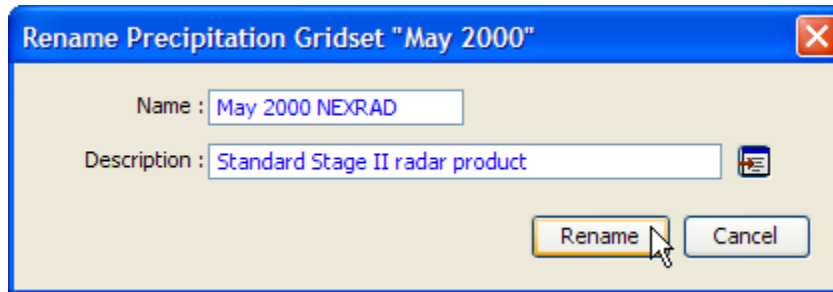 Rename Precipitation Gridset "May 2000"
Name : May 2000 NEXRAD
Description : Standard Stage II radar product
Rename Cancel